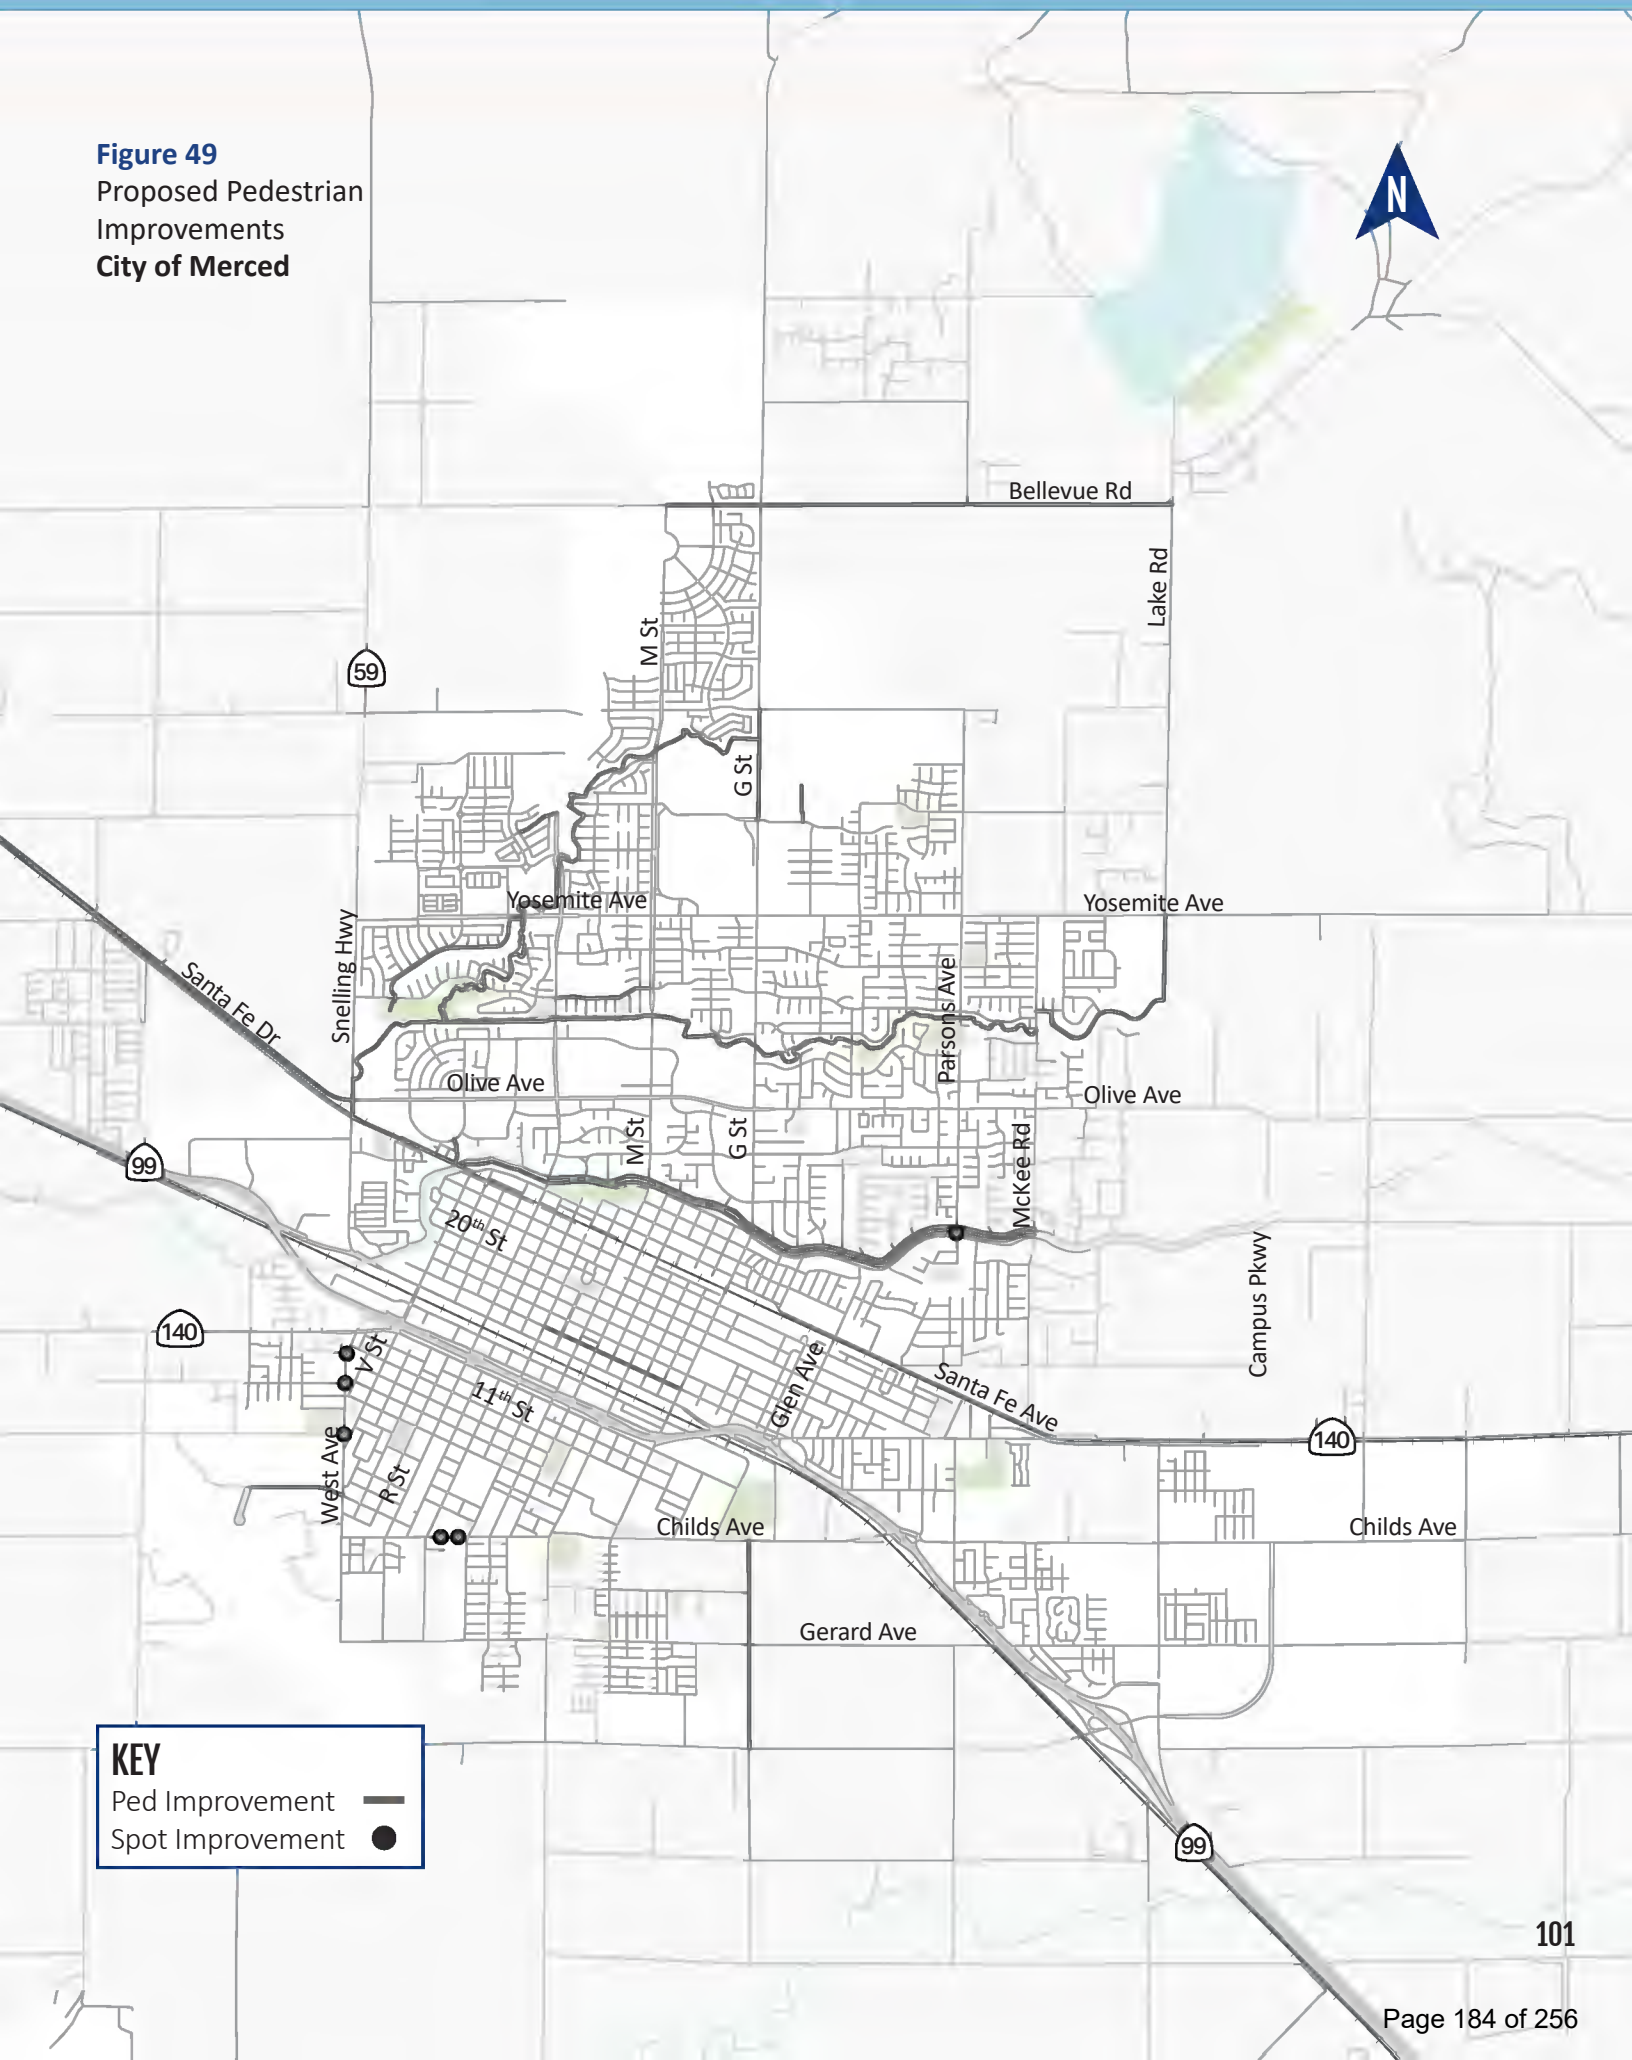 Figure 49
Proposed Pedestrian
Improvements
City of Merced
N
Bellevue Rd
Lake Rd
M St
59
G St
Yosemite Ave
Yosemite Ave
Snelling Hwy
Santa Fe Dr
Parsons Ave
Olive Ave
Olive Ave
M St
G St
McKee Rd
99
20th St
Campus Pkwy
140
V St
11th St
Glen Ave
Santa Fe Ave
140
West Ave
R St
Childs Ave
Childs Ave
Gerard Ave
KEY
Ped Improvement
Spot Improvement
99
101
Page 184 of 256